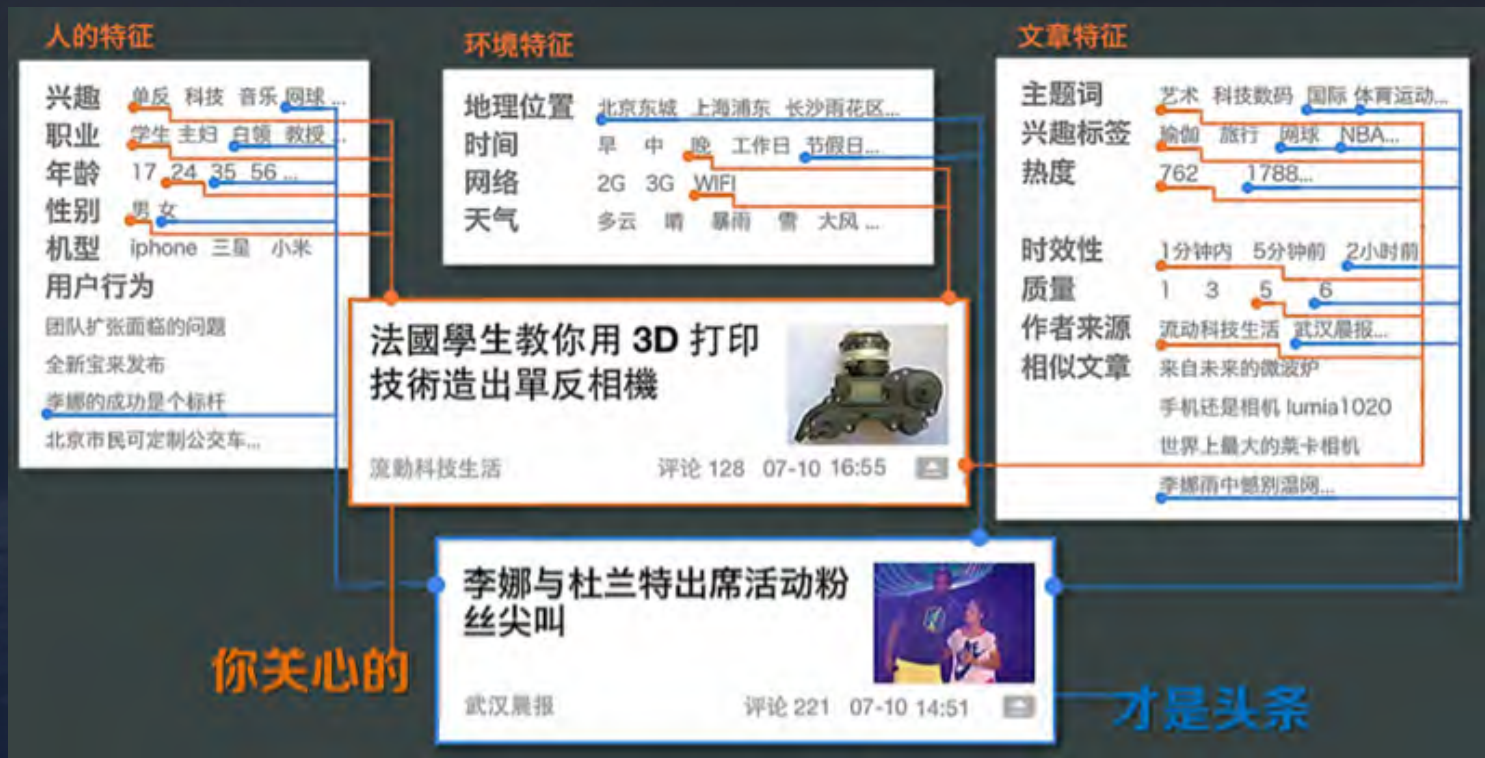 人的特征
兴趣 单反 科技 音乐 网球 ...
职业 学生 主妇 白领 教授 ...
年龄 17 24 35 56 ...
性别 男 女
机型 iphone 三星 小米
用户行为
团队扩张面临的问题
全新宝来发布
李娜的成功是个标杆
北京市民可定制公交车...
环境特征
地理位置 北京东城 上海浦东 长沙雨花区...
时间 早 中 晚 工作日 节假日...
网络 2G 3G WIFI
天气 多云 晴 暴雨 雪 大风 ...
文章特征
主题词 艺术 科技数码 国际 体育运动...
兴趣标签 瑜伽 旅行 网球 NBA...
热度 762 1788...
时效性 1分钟内 5分钟前 2小时前
质量 1 3 5 6
作者来源 流动科技生活 武汉晨报...
相似文章 来自未来的微波炉
手机还是相机 lumia1020
世界上最大的莱卡相机
李娜雨中憾别温网...
法國學生教你用 3D 打印
技術造出單反相機
流動科技生活 评论 128 07-10 16:55
李娜与杜兰特出席活动粉
丝尖叫
武汉晨报 评论 221 07-10 14:51
你关心的
才是头条